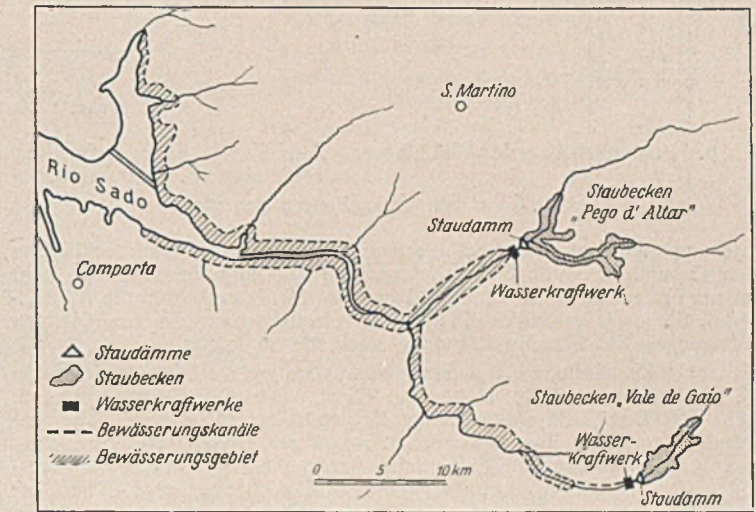 S. Martino
Rio Sado
Staubecken
„Pego d' Altar"
Staudamm
Comporta
Wasserkraftwerk
Staudämme
Staubecken
Wasserkraftwerke
Bewässerungskanäle
Bewässerungsgebiet
Staubecken „Vale de Gaio"
Wasser-
kraftwerk
0 5 10 km
Staudamm